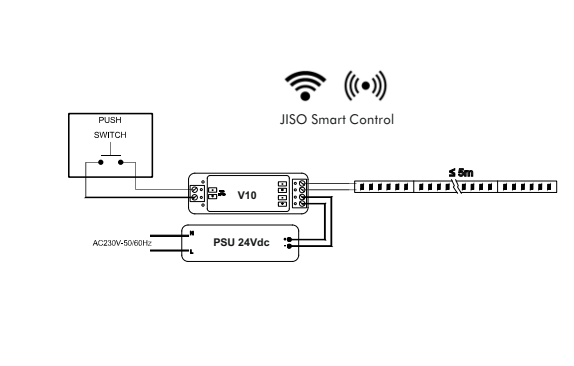 JISO Smart Control
PUSH
SWITCH
≤ 5m
V10
AC230V-50/60Hz
N
L
PSU 24Vdc
+
-